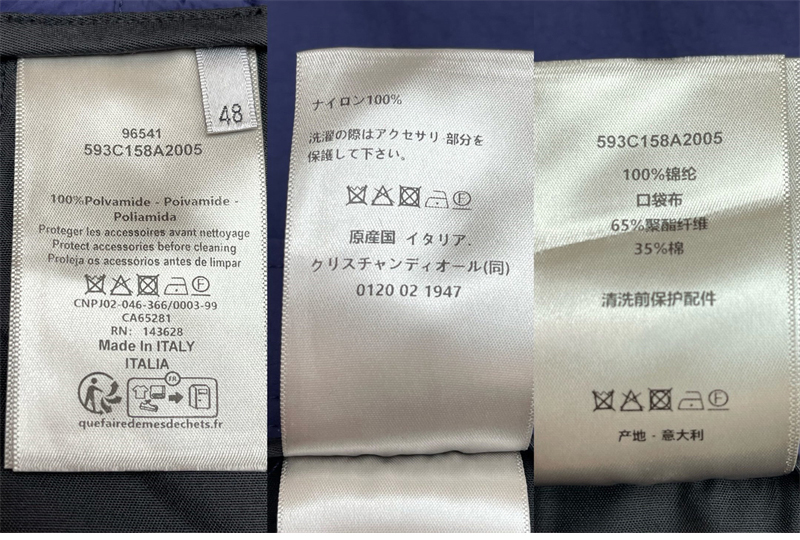 48
96541
593C158A2005
100%Polvamide - Poivamide -
Poliamida
Proteger les accessoires avant nettoyage
Protect accessories before cleaning
Proleja os acessórios antes de limpar
CNPJ02-046-366/0003-99
CA65281
RN: 143628
Made In ITALY
ITALIA
FR
quefairedemesdechets.fr
ナイロン100%
洗濯の際はアクセサリ 部分を
保護して下さい。
F
原産国 イタリア.
クリスチャンディオール(同)
0120 02 1947
593C158A2005
100%锦纶
口袋布
65%聚酯纤维
35%棉
清洗前保护配件
F
产地 - 意大利